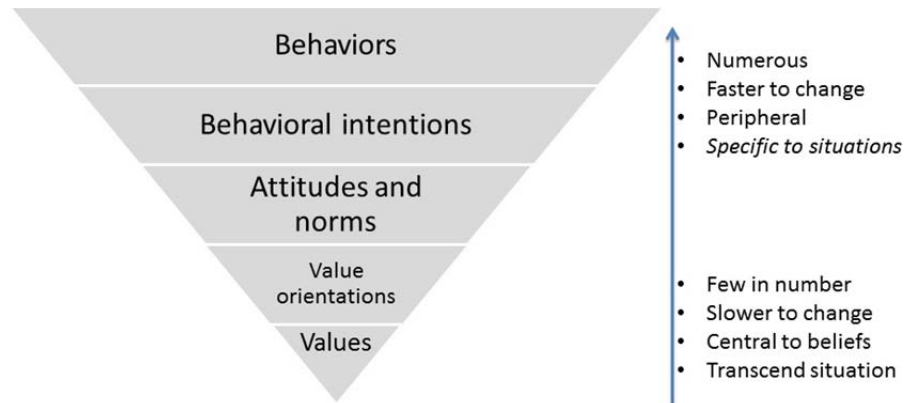 Behaviors
Behavioral intentions
Attitudes and
norms
Value
orientations
Values
• Numerous
• Faster to change
• Peripheral
• Specific to situations
• Few in number
• Slower to change
• Central to beliefs
• Transcend situation